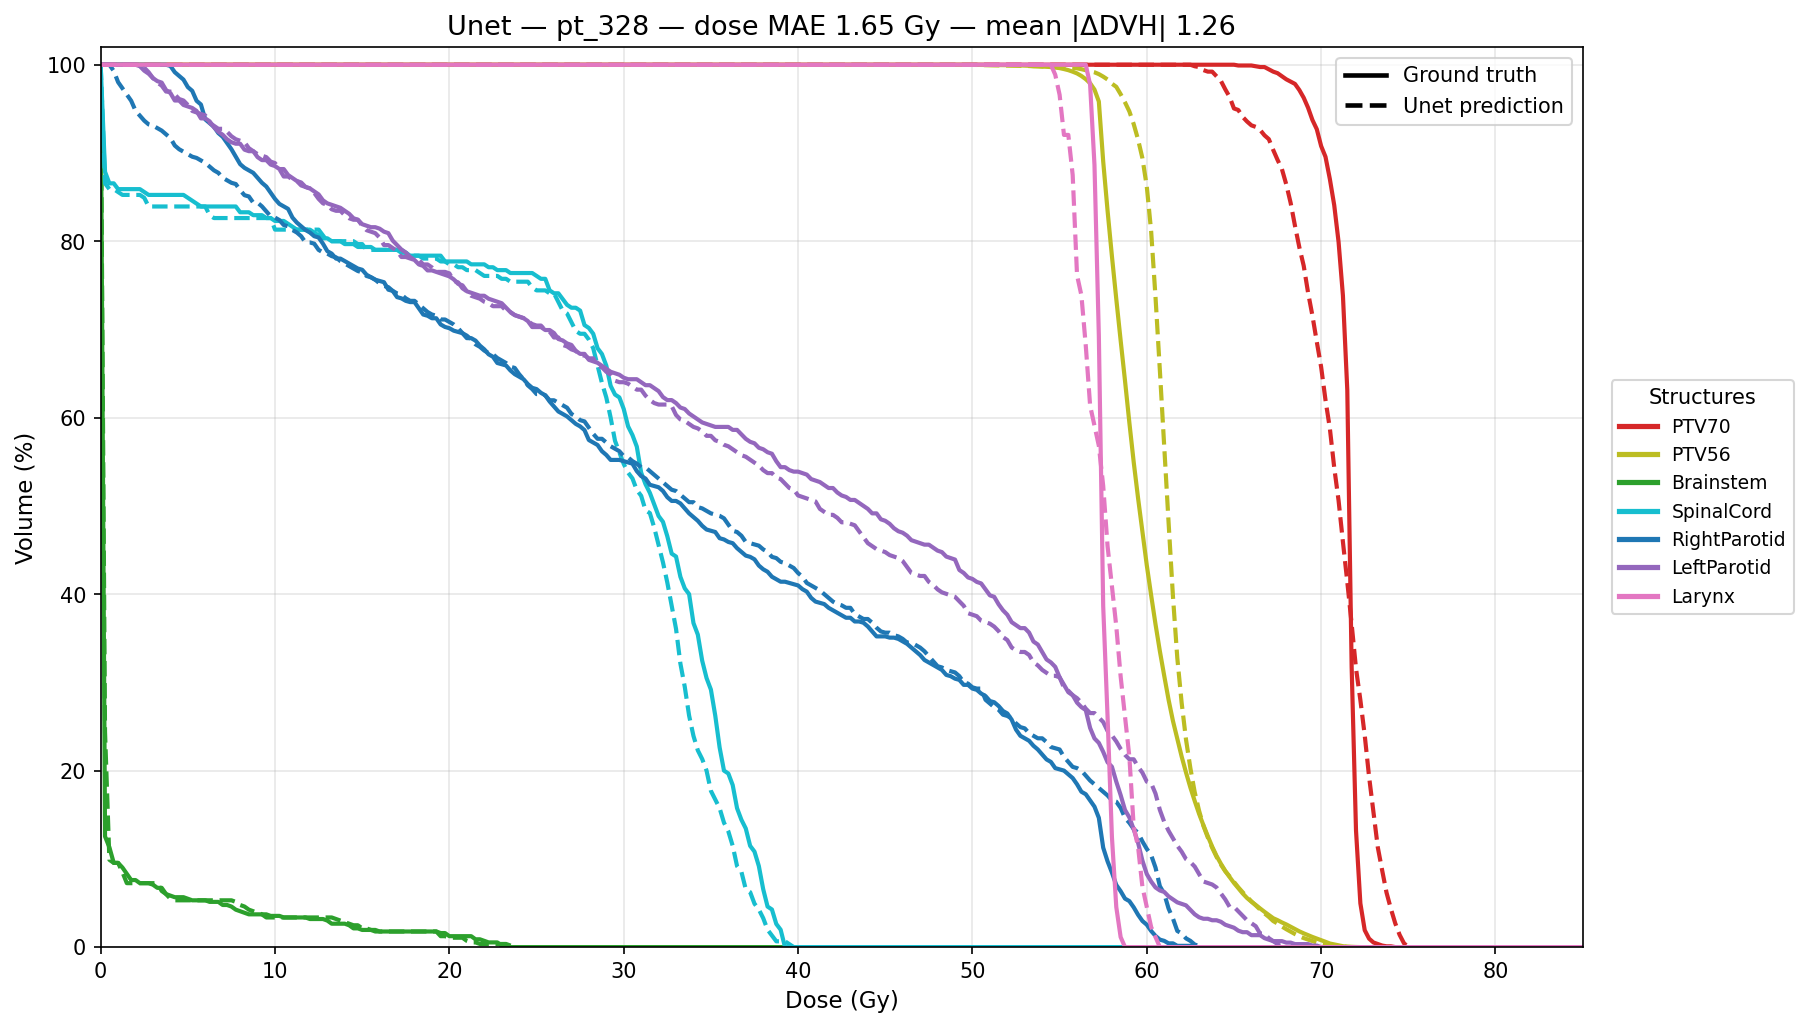 Unet — pt_328 — dose MAE 1.65 Gy — mean |ΔDVH| 1.26
Ground truth
Unet prediction
100
80
60
40
20
0
Volume (%)
0 10 20 30 40 50 60 70 80
Dose (Gy)
Structures
PTV70
PTV56
Brainstem
SpinalCord
RightParotid
LeftParotid
Larynx